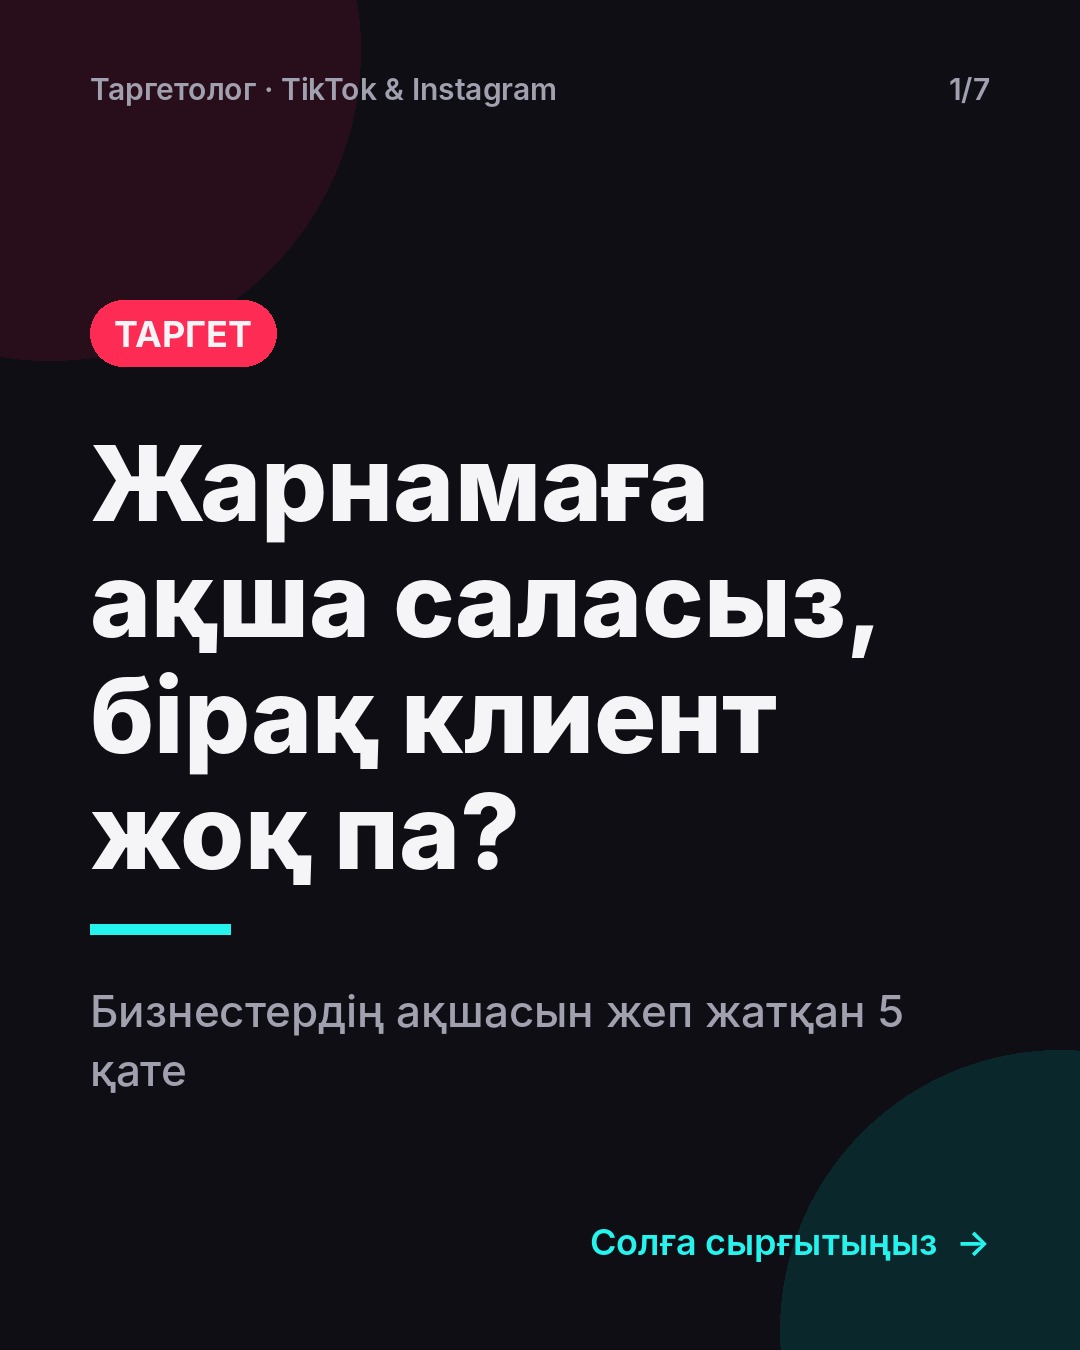 Таргетолог · TikTok & Instagram
1/7
ТАРГЕТ
Жарнамаға
ақша саласыз,
бірақ клиент
жоқ па?
Бизнестердің ақшасын жеп жатқан 5
қате
Солға сырғытыңыз →